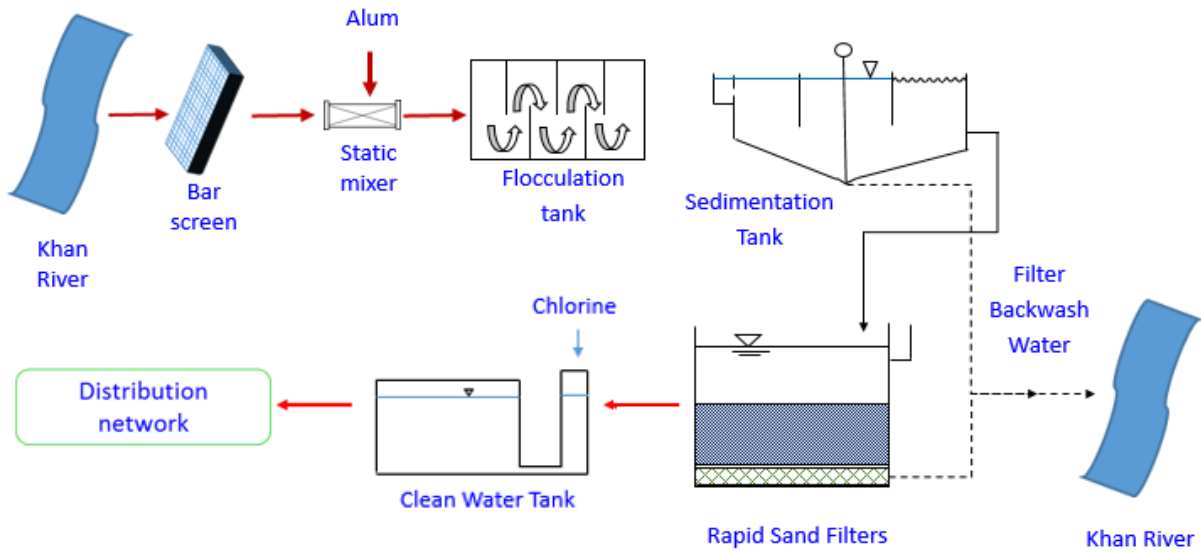 Alum
Static
mixer
Bar
screen
Khan
River
Flocculation
tank
Sedimentation
Tank
Filter
Backwash
Water
Chlorine
Distribution
network
Clean Water Tank
Rapid Sand Filters
Khan River